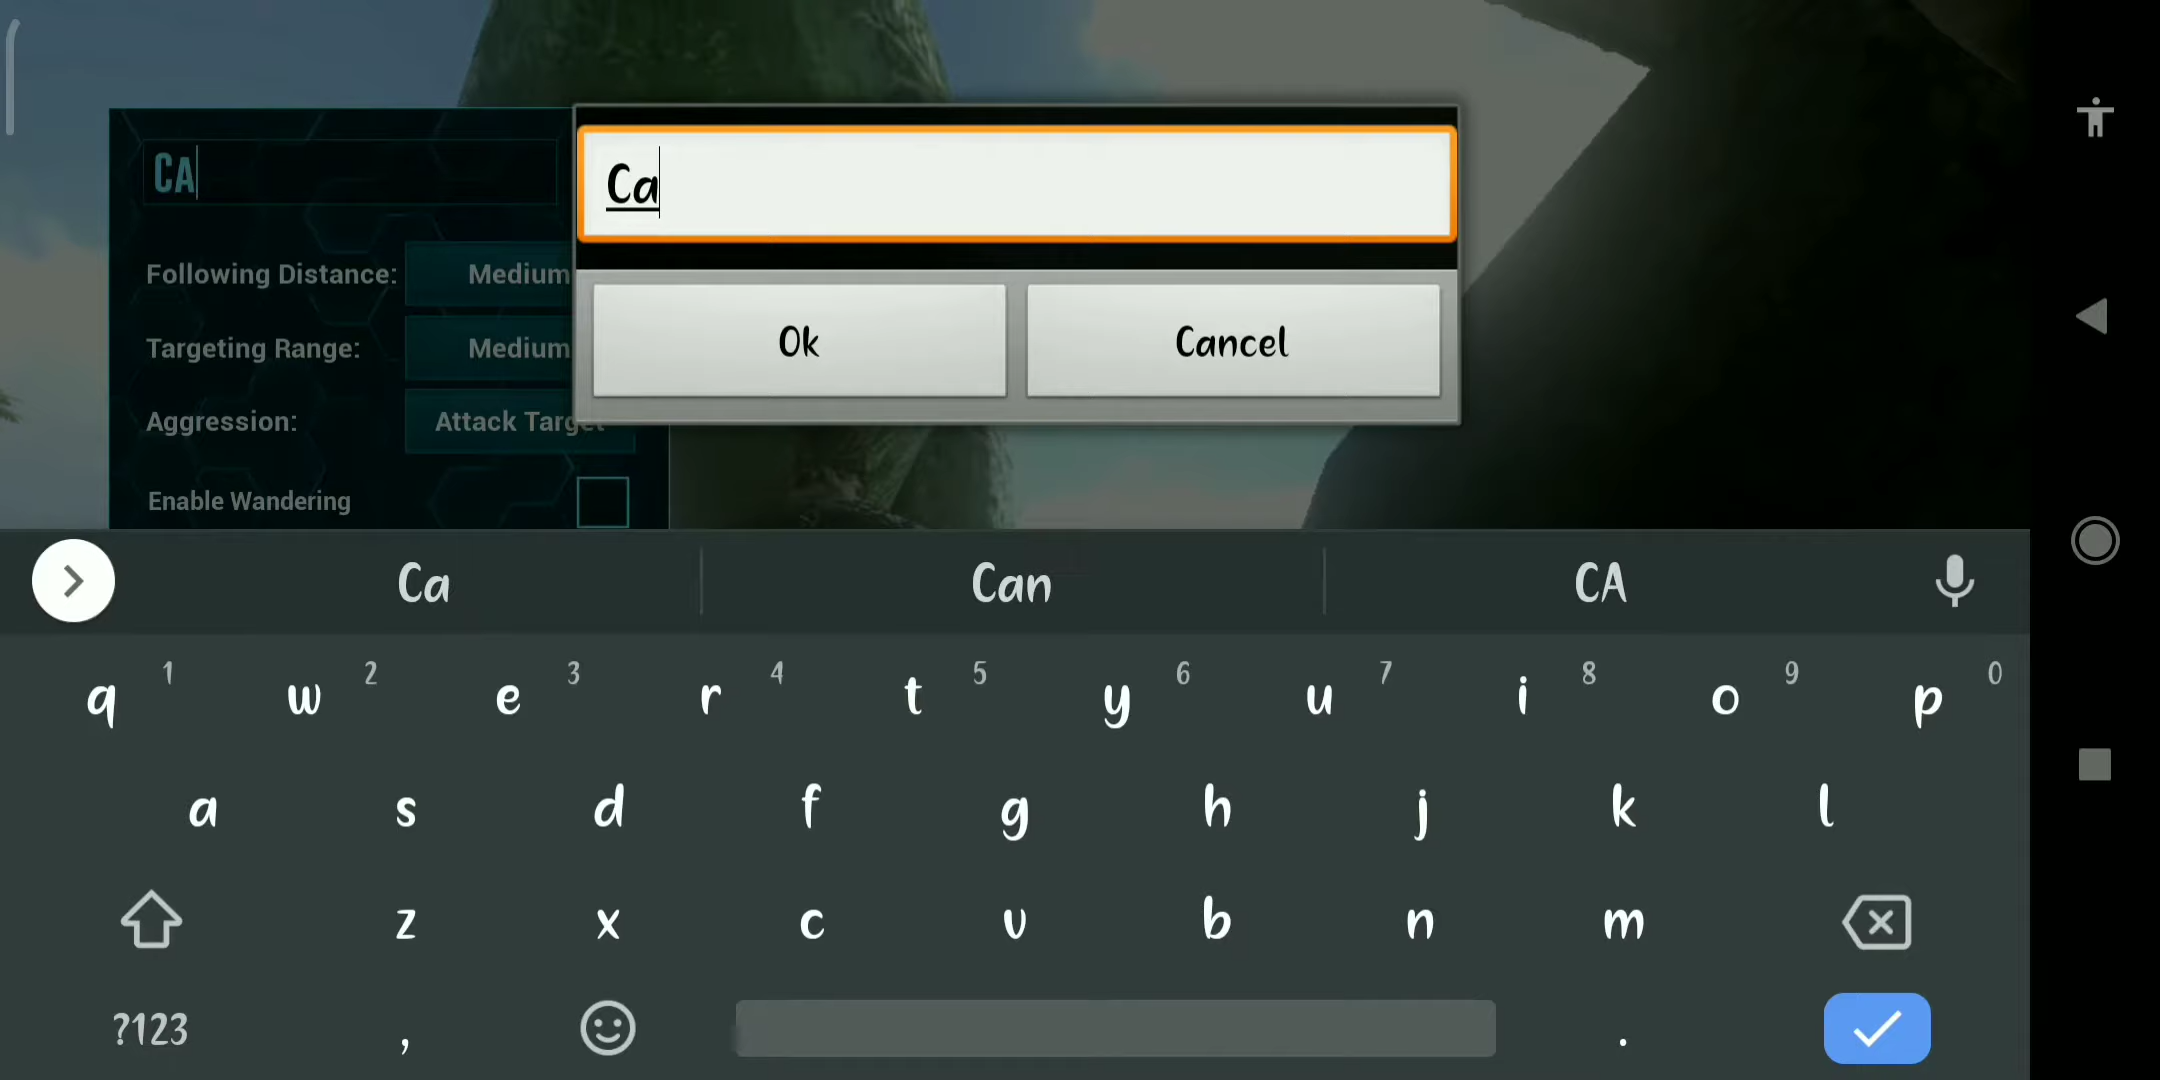 CA
Ca
Following Distance: Medium
Ok
Cancel
Targeting Range: Medium
Aggression: Attack Target
Enable Wandering
Ca
Can
CA
1 2 3 4 5 6 7 8 9 0
q w e r t y u i o p
a s d f g h j k l
z x c v b n m
?123 , .